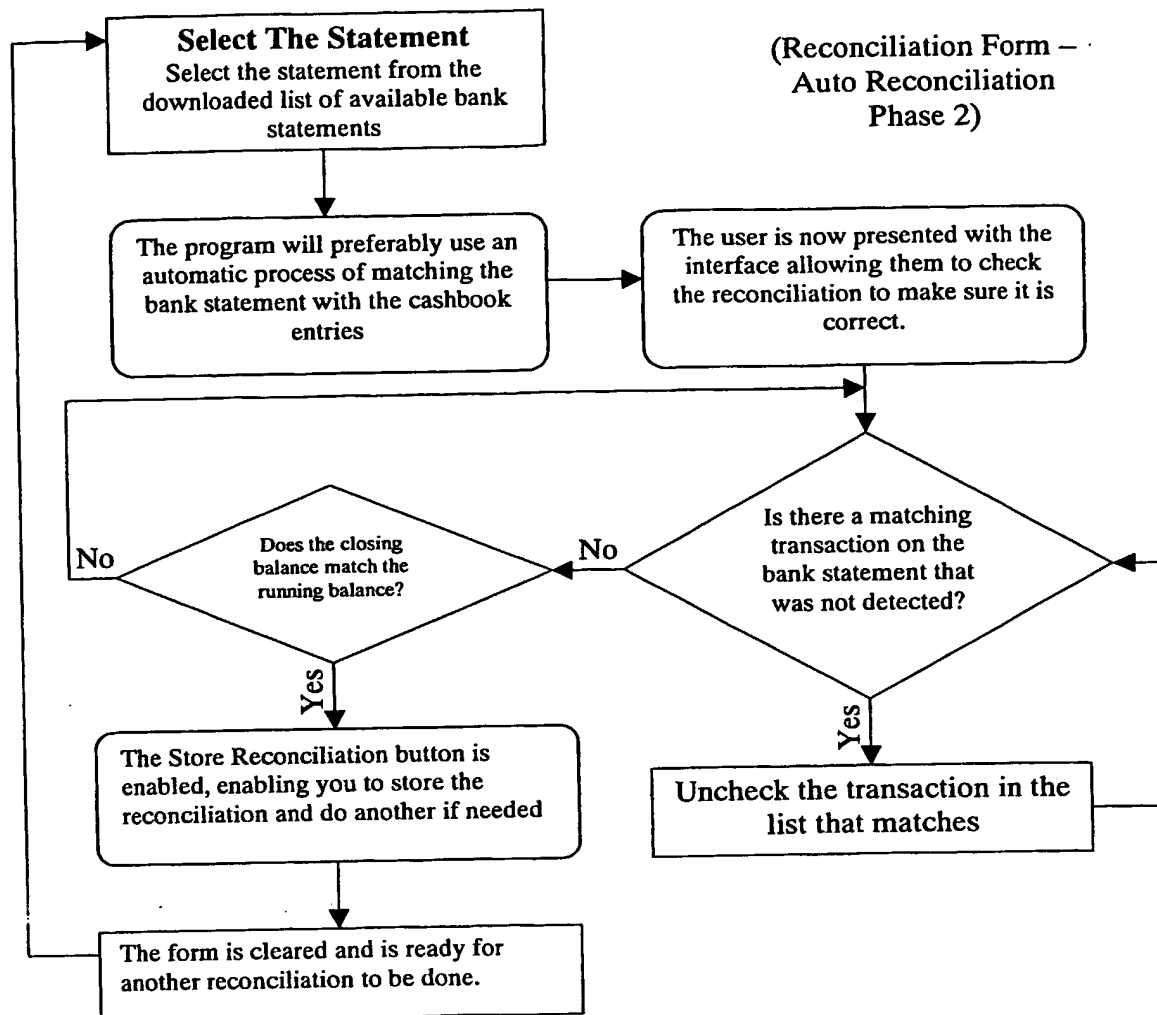 Select The Statement
Select the statement from the
downloaded list of available bank
statements
(Reconciliation Form –
Auto Reconciliation
Phase 2)
The program will preferably use an
automatic process of matching the
bank statement with the cashbook
entries
The user is now presented with the
interface allowing them to check
the reconciliation to make sure it is
correct.
Is there a matching
transaction on the
bank statement that
was not detected?
No
Does the closing
balance match the
running balance?
No
Yes
Yes
The Store Reconciliation button is
enabled, enabling you to store the
reconciliation and do another if needed
Uncheck the transaction in the
list that matches
The form is cleared and is ready for
another reconciliation to be done.